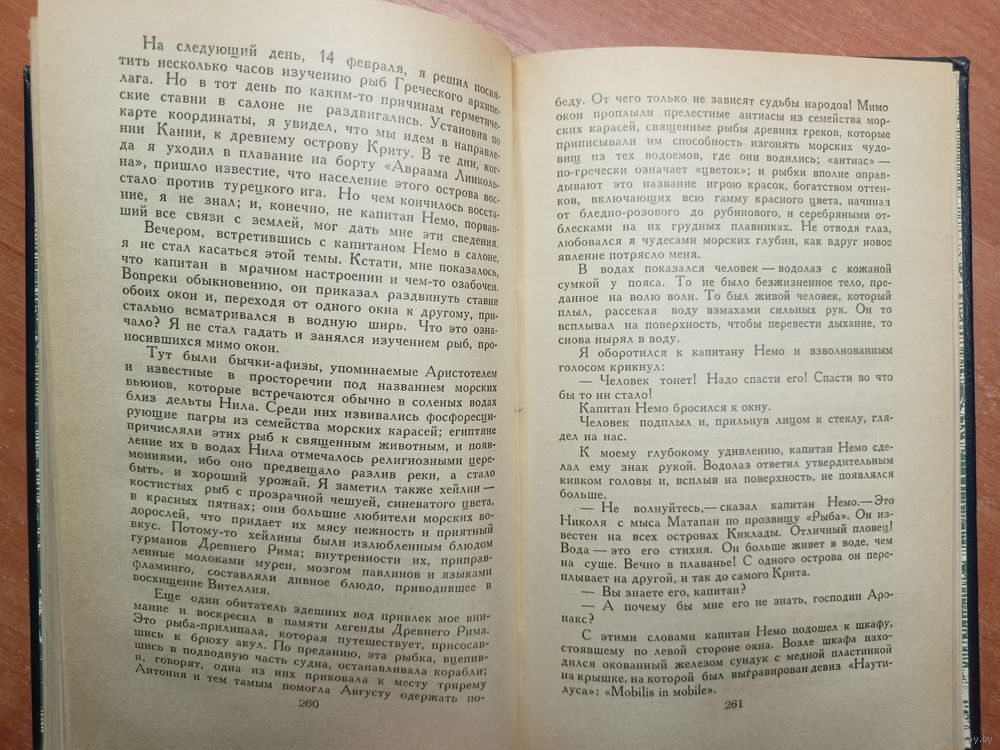 На следующий день, 14 февраля, я решил посвя-
тить несколько часов изучению рыб Греческого архипе-
лага. Но в тот день по каким-то причинам герметиче-
ские ставни в салоне не раздвигались. Установив по
карте координаты, я увидел, что мы идем в направле-
нии Кании, к древнему острову Криту. В те дни, ког-
да я уходил в плавание на борту «Авраама Линколь-
на», пришло известие, что население этого острова вос-
стало против турецкого ига. Но чем кончилось восста-
ние, я не знал; и, конечно, не капитан Немо, порвав-
ший все связи с землей, мог дать мне эти сведения.
Вечером, встретившись с капитаном Немо в салоне,
я не стал касаться этой темы. Кстати, мне показалось,
что капитан в мрачном настроении и чем-то озабочен.
Вопреки обыкновению, он приказал раздвинуть ставни
обоих окон и, переходя от одного окна к другому, при-
стально всматривался в водную ширь. Что это озна-
чало? Я не стал гадать и занялся изучением рыб, про-
носившихся мимо окон.
Тут были бычки-афизы, упоминаемые Аристотелем
и известные в просторечии под названием морских
вьюнов, которые встречаются обычно в соленых водах
близ дельты Нила. Среди них извивались фосфоресци-
рующие пагры из семейства морских карасей; египтяне
причисляли этих рыб к священным животным, и появ-
ление их в водах Нила отмечалось религиозными цере-
мониями, ибо оно предвещало разлив реки, а стало
быть, и хороший урожай. Я заметил также хейлин —
костистых рыб с прозрачной чешуей, синеватого цвета,
в красных пятнах; они большие любители морских во-
дорослей, что придает их мясу нежность и приятный
вкус. Потому-то хейлины были излюбленным блюдом
гурманов Древнего Рима; внутренности их, приправ-
ленные молоками мурен, мозгом павлинов и языками
фламинго, составляли дивное блюдо, приводившее в
восхищение Вителлия.
Еще один обитатель здешних вод привлек мое вни-
мание и воскресил в памяти легенды Древнего Рима.
Это рыба-прилипала, которая путешествует, присосав-
шись к брюху акул. По преданию, эта рыбка, вцепив-
шись в подводную часть судна, останавливала корабли;
и, говорят, одна из них приковала к месту трирему
Антония и тем тамым помогла Августу одержать по-
260
беду. От чего только не зависят судьбы народов! Мимо
окон проплыли прелестные антиасы из семейства мор-
ских карасей, священные рыбы древних греков, которые
приписывали им способность изгонять морских чудо-
вищ из тех водоемов, где они водились; «антиас» —
по-гречески означает «цветок»; и рыбки вполне оправ-
дывают это название игрою красок, богатством оттен-
ков, включающих всю гамму красного цвета, начиная
от бледно-розового до рубинового, и серебряными от-
блесками на их грудных плавниках. Не отводя глаз,
любовался я чудесами морских глубин, как вдруг новое
явление потрясло меня.
В водах показался человек — водолаз с кожаной
сумкой у пояса. То не было безжизненное тело, пре-
данное на волю волн. То был живой человек, который
плыл, рассекая воду взмахами сильных рук. Он то
всплывал на поверхность, чтобы перевести дыхание, то
снова нырял в воду.
Я оборотился к капитану Немо и взволнованным
голосом крикнул:
— Человек тонет! Надо спасти его! Спасти во что
бы то ни стало!
Капитан Немо бросился к окну.
Человек подплыл и, прильнув лицом к стеклу, гля-
дел на нас.
К моему глубокому удивлению, капитан Немо сде-
лал ему знак рукой. Водолаз ответил утвердительным
кивком головы и, всплыв на поверхность, не появлялся
больше.
— Не волнуйтесь,— сказал капитан Немо.— Это
Николя с мыса Матапан по прозвищу «Рыба». Он из-
вестен на всех островах Киклады. Отличный пловец!
Вода — это его стихия. Он больше живет в воде, чем
на суше. Вечно в плаванье! С одного острова он пере-
плывает на другой, и так до самого Крита.
— Вы знаете его, капитан?
— А почему бы мне его не знать, господин Аро-
накс?
С этими словами капитан Немо подошел к шкафу,
стоявшему по левой стороне окна. Возле шкафа нахо-
дился окованный железом сундук с медной пластинкой
на крышке, на которой был выгравирован девиз «Наути-
луса»: «Mobilis in mobile».
261